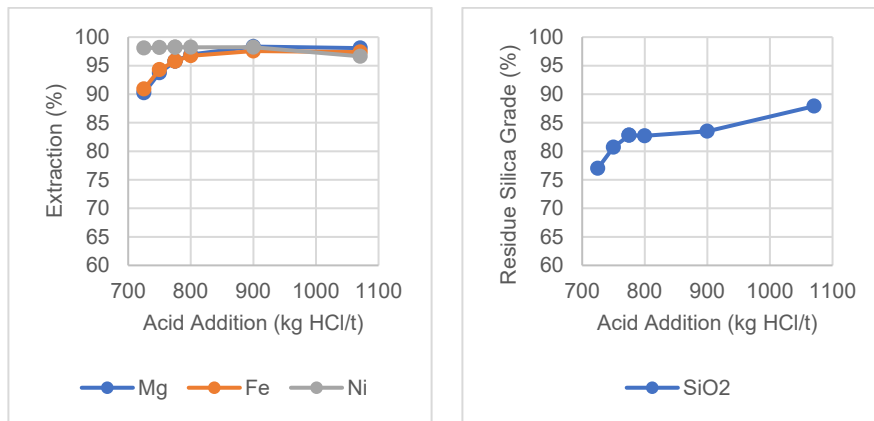 Extraction (%)
100
95
90
85
80
75
70
65
60
700 800 900 1000 1100
Acid Addition (kg HCl/t)
Mg Fe Ni
Residue Silica Grade (%)
100
95
90
85
80
75
70
65
60
700 800 900 1000 1100
Acid Addition (kg HCl/t)
SiO2